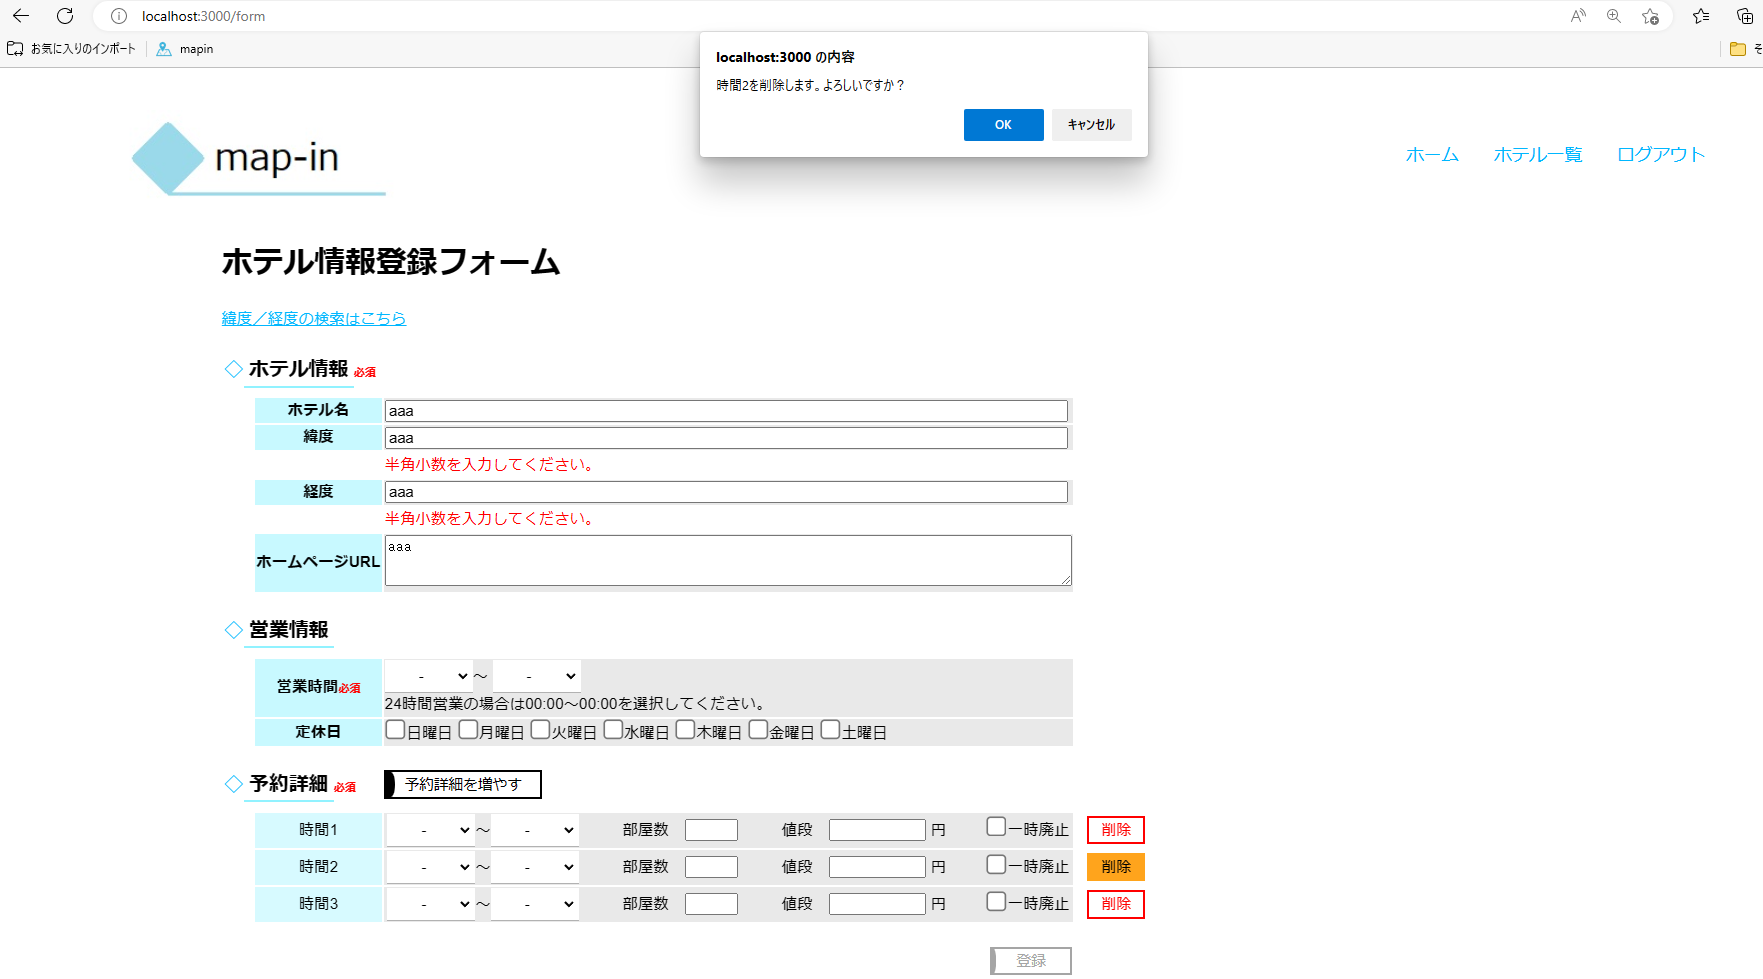 localhost:3000/form
お気に入りのインポート mapin そ
localhost:3000 の内容
時間2を削除します。よろしいですか？
OK キャンセル
map-in
ホーム ホテル一覧 ログアウト
ホテル情報登録フォーム
緯度／経度の検索はこちら
ホテル情報 必須
ホテル名 aaa
緯度 aaa
半角小数を入力してください。
経度 aaa
半角小数を入力してください。
ホームページURL aaa
営業情報
営業時間必須 - ～ -
24時間営業の場合は00:00～00:00を選択してください。
定休日 日曜日 月曜日 火曜日 水曜日 木曜日 金曜日 土曜日
予約詳細 必須 予約詳細を増やす
時間1 - ～ - 部屋数 値段 円 一時廃止 削除
時間2 - ～ - 部屋数 値段 円 一時廃止 削除
時間3 - ～ - 部屋数 値段 円 一時廃止 削除
登録